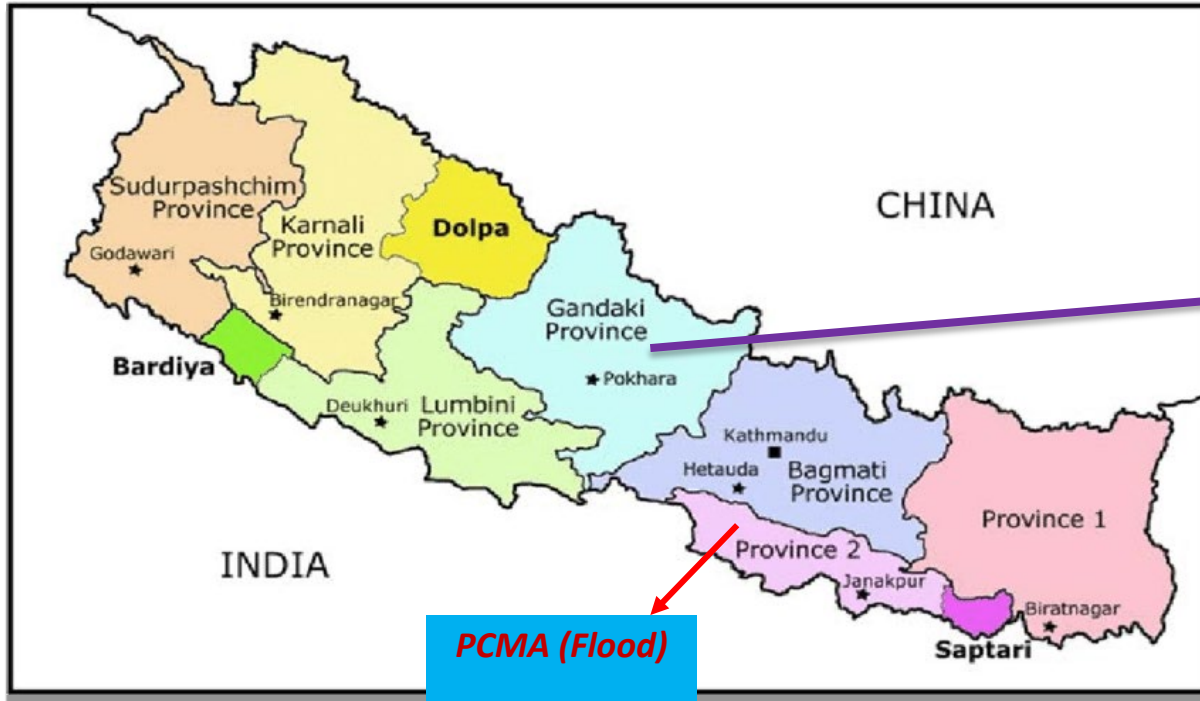 Sudurpashchim
Province
Godawari
Karnali
Province
Birendranagar
Dolpa
CHINA
Gandaki
Province
Pokhara
Bardiya
Deukhuri
Lumbini
Province
Kathmandu
Hetauda
Bagmati
Province
Province 1
INDIA
Province 2
Janakpur
Biratnagar
Saptari
PCMA (Flood)